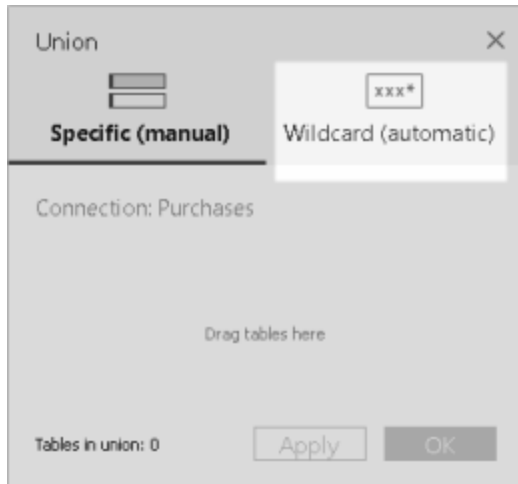 Union
xxx*
Specific (manual)
Wildcard (automatic)
Connection: Purchases
Drag tables here
Tables in union: 0
Apply
OK